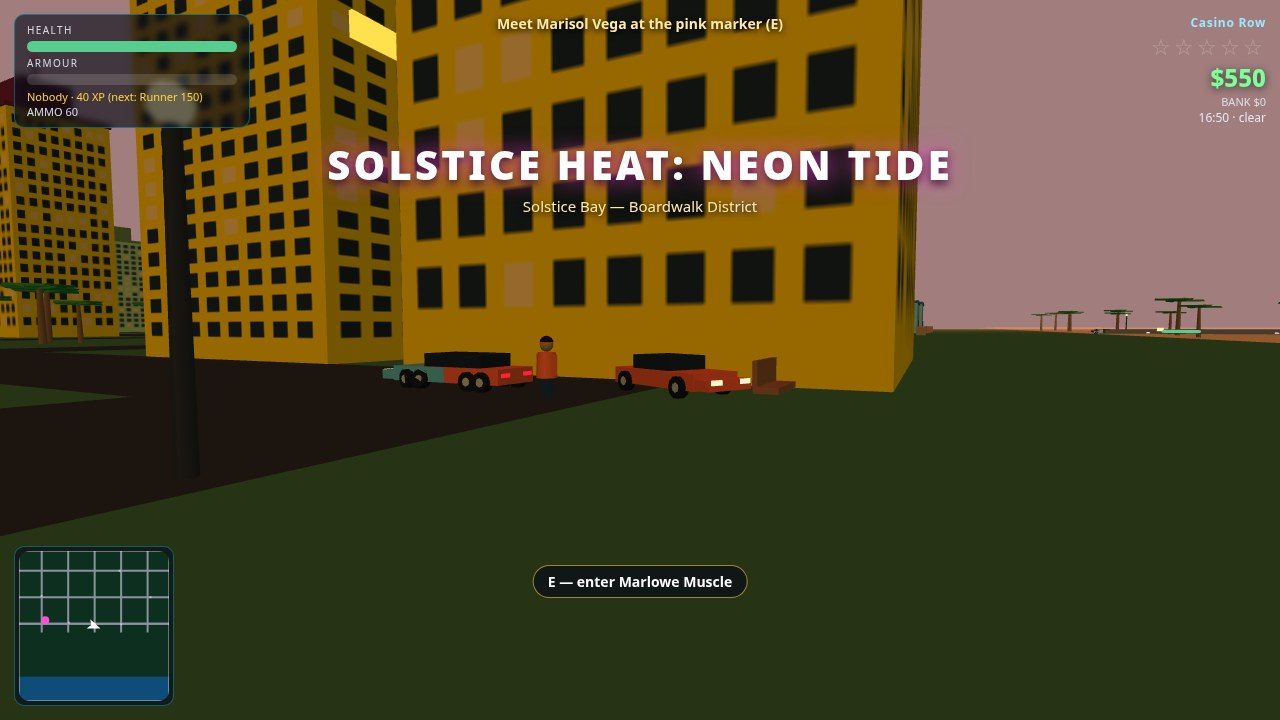 HEALTH
ARMOUR
Nobody · 40 XP (next: Runner 150)
AMMO 60
Meet Marisol Vega at the pink marker (E)
Casino Row
☆☆☆☆☆
$550
BANK $0
16:50 · clear
SOLSTICE HEAT: NEON TIDE
Solstice Bay — Boardwalk District
E — enter Marlowe Muscle